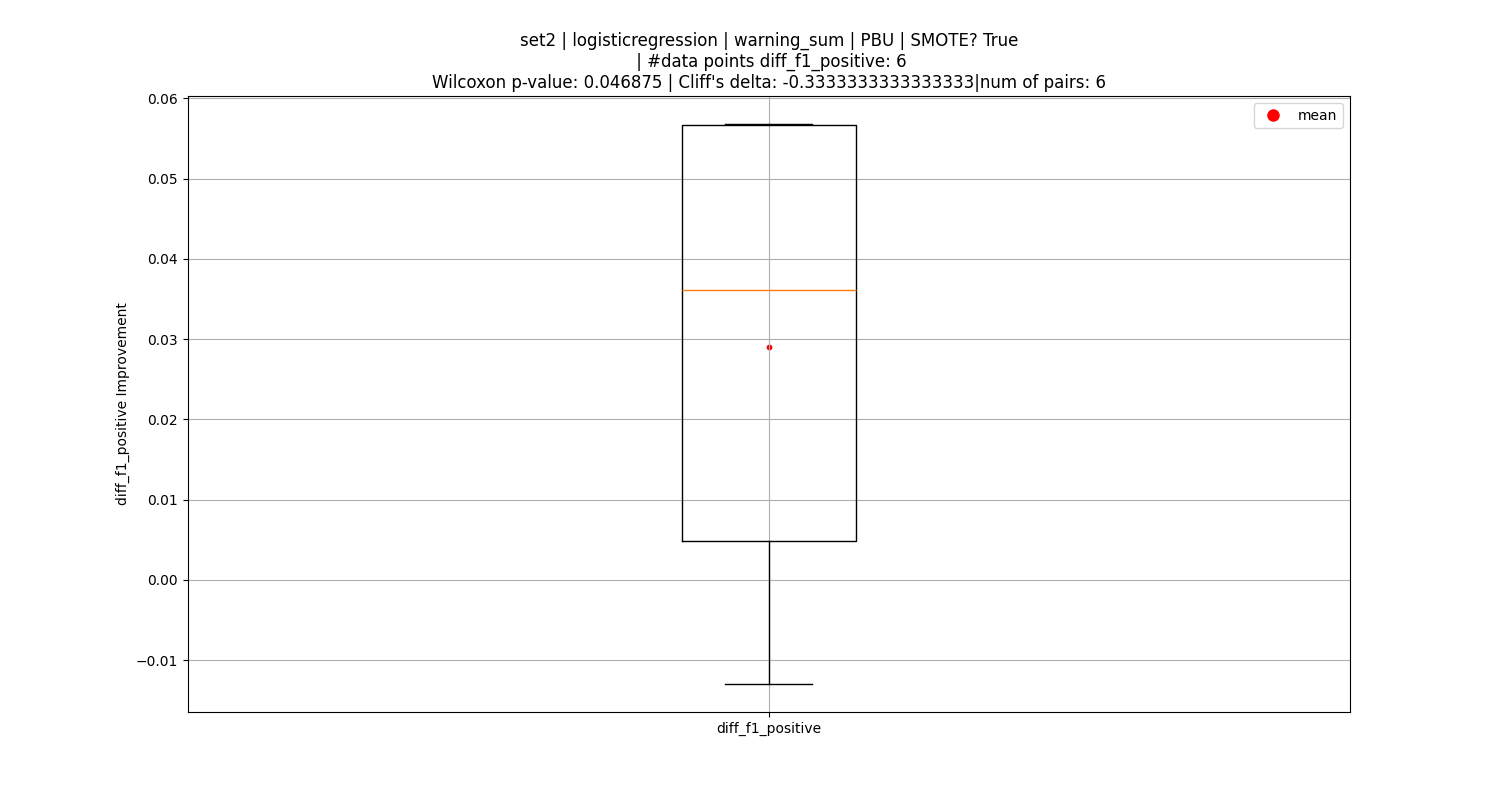 set2 | logisticregression | warning_sum | PBU | SMOTE? True
| #data points diff_f1_positive: 6
Wilcoxon p-value: 0.046875 | Cliff's delta: -0.3333333333333333|num of pairs: 6
mean
0.06
0.05
0.04
0.03
0.02
0.01
0.00
−0.01
diff_f1_positive Improvement
diff_f1_positive